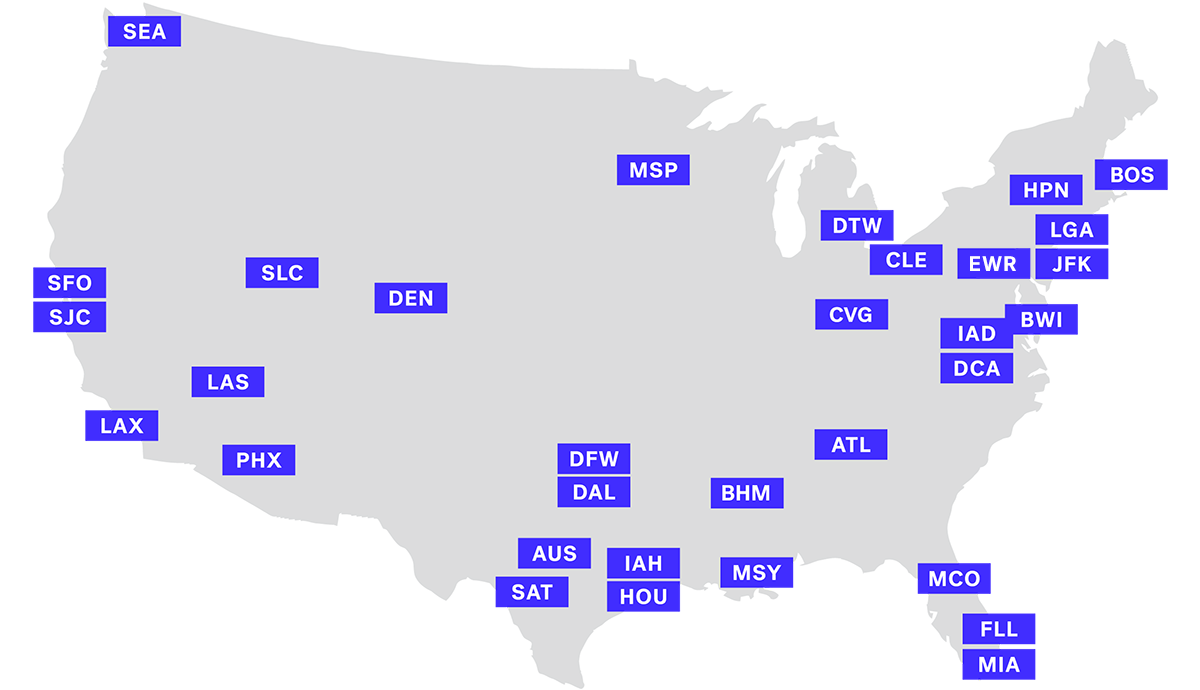 SEA
MSP
BOS
HPN
DTW
LGA
CLE
EWR
JFK
SLC
SFO
DEN
SJC
CVG
BWI
IAD
DCA
LAS
LAX
ATL
PHX
DFW
DAL
BHM
AUS
IAH
MSY
MCO
SAT
HOU
FLL
MIA